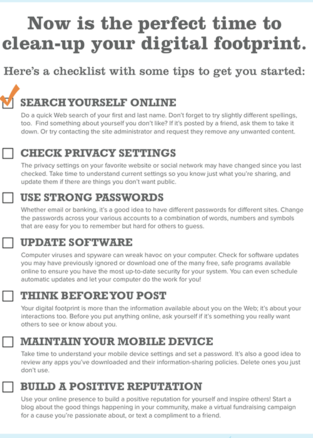 Now is the perfect time to
clean-up your digital footprint.
Here's a checklist with some tips to get you started:
SEARCH YOURSELF ONLINE
Do a quick Web search of your first and last name. Don't forget to try slightly different spellings,
too. Find something about yourself you don't like? If it's posted by a friend, ask them to take it
down. Or try contacting the site administrator and request they remove any unwanted content.
CHECK PRIVACY SETTINGS
The privacy settings on your favorite website or social network may have changed since you last
checked. Take time to understand current settings so you know just what you're sharing, and
update them if there are things you don't want public.
USE STRONG PASSWORDS
Whether email or banking, it's a good idea to have different passwords for different sites. Change
the passwords across your various accounts to a combination of words, numbers and symbols
that are easy for you to remember but hard for others to guess.
UPDATE SOFTWARE
Computer viruses and spyware can wreak havoc on your computer. Check for software updates
you may have previously ignored or download one of the many free, safe programs available
online to ensure you have the most up-to-date security for your system. You can even schedule
automatic updates and let your computer do the work for you!
THINK BEFORE YOU POST
Your digital footprint is more than the information available about you on the Web; it's about your
interactions too. Before you put anything online, ask yourself if it's something you really want
others to see or know about you.
MAINTAIN YOUR MOBILE DEVICE
Take time to understand your mobile device settings and set a password. It's also a good idea to
review any apps you've downloaded and their information-sharing policies. Delete ones you just
don't use.
BUILD A POSITIVE REPUTATION
Use your online presence to build a positive reputation for yourself and inspire others! Start a
blog about the good things happening in your community, make a virtual fundraising campaign
for a cause you're passionate about, or text a compliment to a friend.